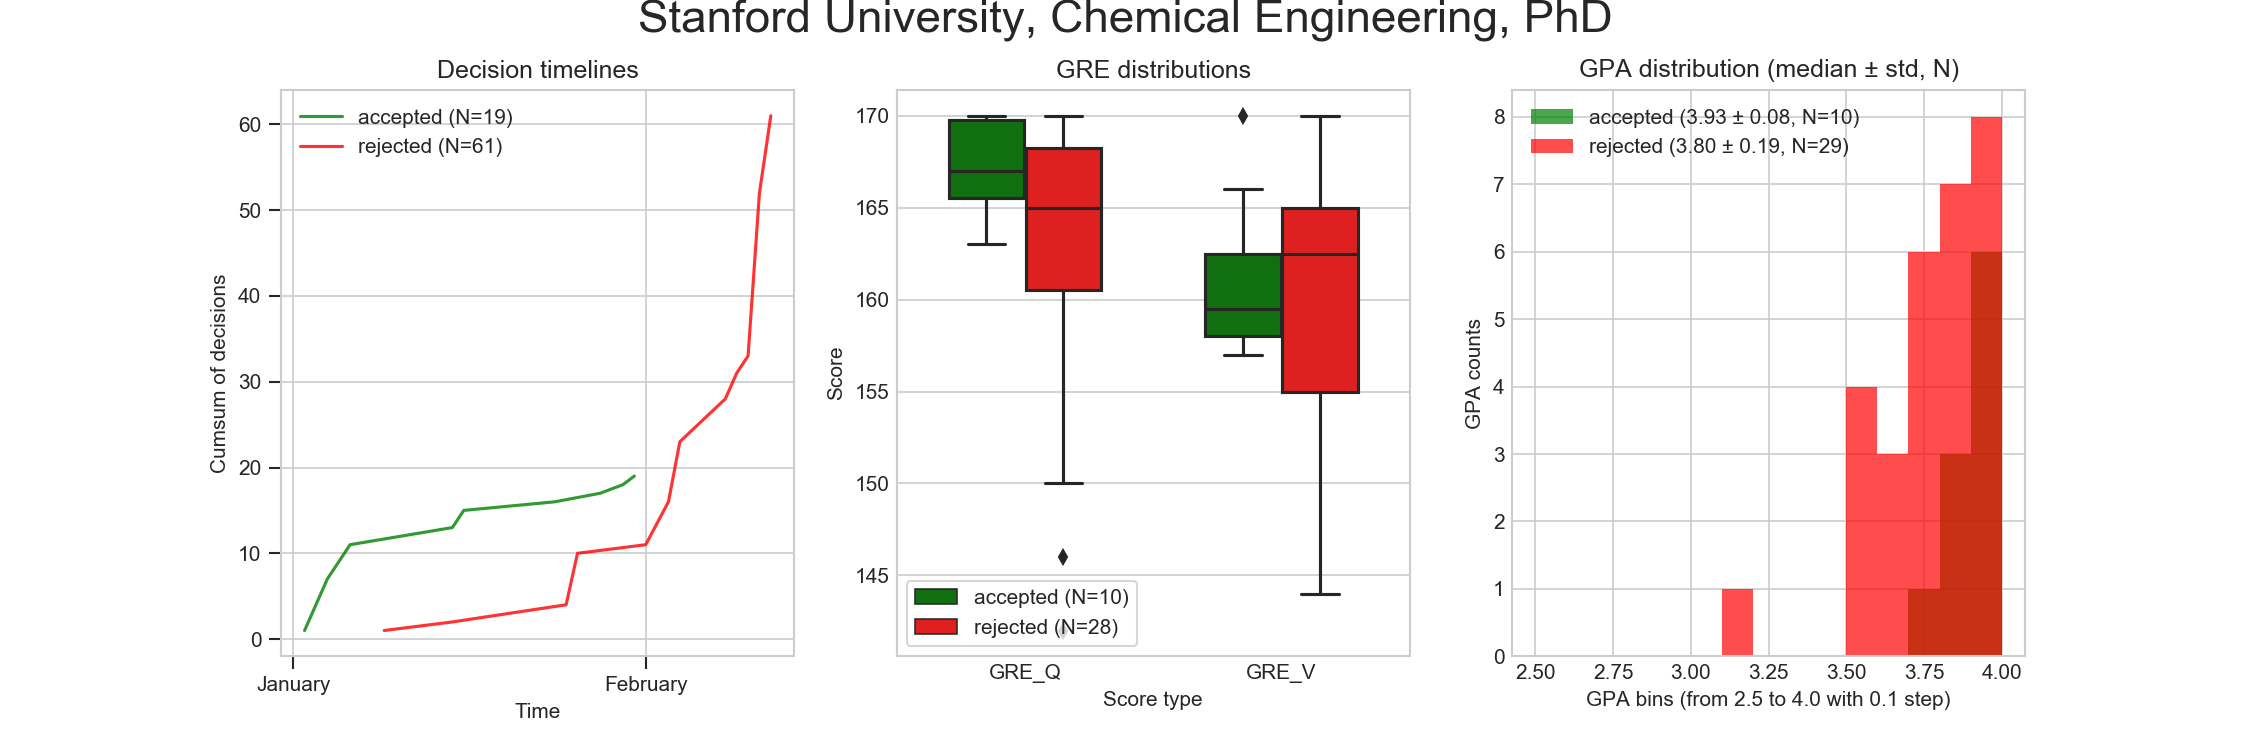 Stanford University, Chemical Engineering, PhD
Decision timelines
accepted (N=19)
rejected (N=61)
60
50
40
30
20
10
0
Cumsum of decisions
January
February
Time
GRE distributions
170
165
160
155
150
145
Score
accepted (N=10)
rejected (N=28)
GRE_Q
GRE_V
Score type
GPA distribution (median ± std, N)
accepted (3.93 ± 0.08, N=10)
rejected (3.80 ± 0.19, N=29)
8
7
6
5
4
3
2
1
0
GPA counts
2.50
2.75
3.00
3.25
3.50
3.75
4.00
GPA bins (from 2.5 to 4.0 with 0.1 step)